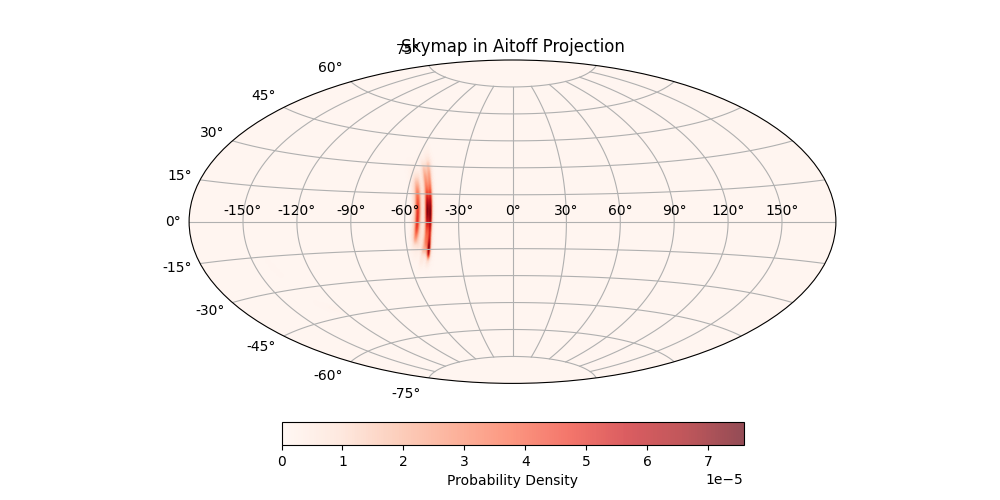 Skymap in Aitoff Projection
75°
60°
45°
30°
15°
0°
-15°
-30°
-45°
-60°
-75°
-150° -120° -90° -60° -30° 0° 30° 60° 90° 120° 150°
0 1 2 3 4 5 6 7
1e−5
Probability Density